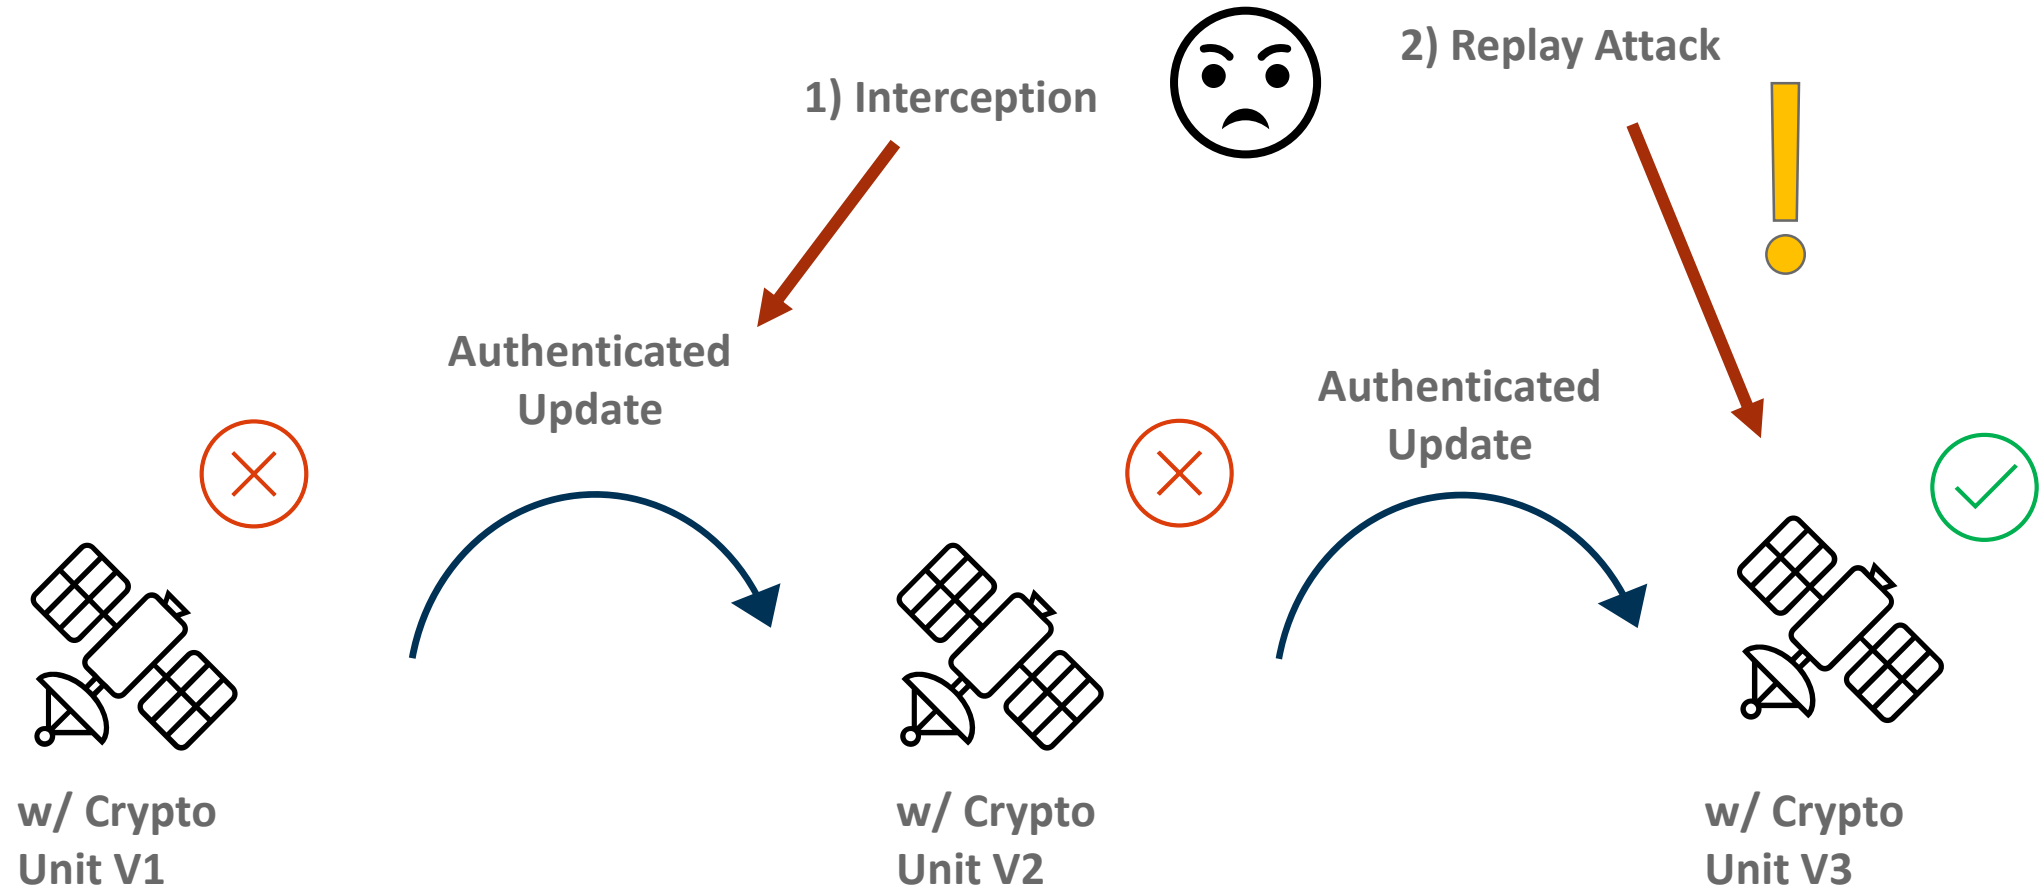 1) Interception
2) Replay Attack
Authenticated
Update
Authenticated
Update
w/ Crypto
Unit V1
w/ Crypto
Unit V2
w/ Crypto
Unit V3